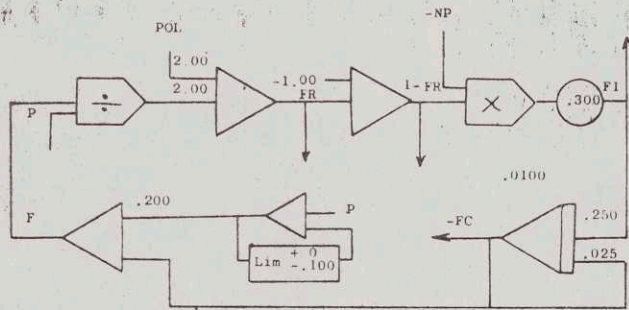 POL
-NP
2.00
2.00
-1.00
FR
1-FR
F1
P
÷
×
.300
.0100
.200
P
-FC
.250
.025
F
Lim + 0
-.100